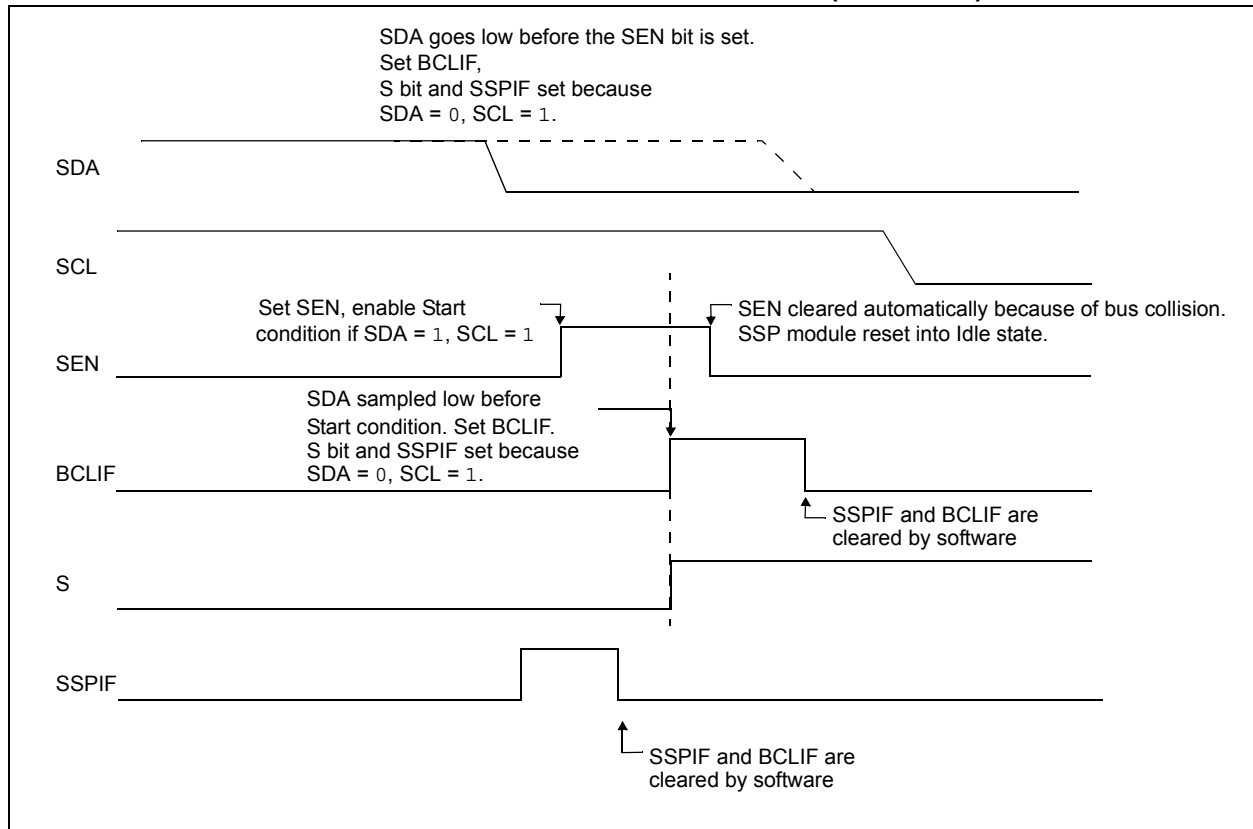 SDA goes low before the SEN bit is set.
Set BCLIF,
S bit and SSPIF set because
SDA = 0, SCL = 1.
SDA
SCL
Set SEN, enable Start
condition if SDA = 1, SCL = 1
SEN cleared automatically because of bus collision.
SSP module reset into Idle state.
SEN
SDA sampled low before
Start condition. Set BCLIF.
S bit and SSPIF set because
SDA = 0, SCL = 1.
BCLIF
SSPIF and BCLIF are
cleared by software
S
SSPIF
SSPIF and BCLIF are
cleared by software